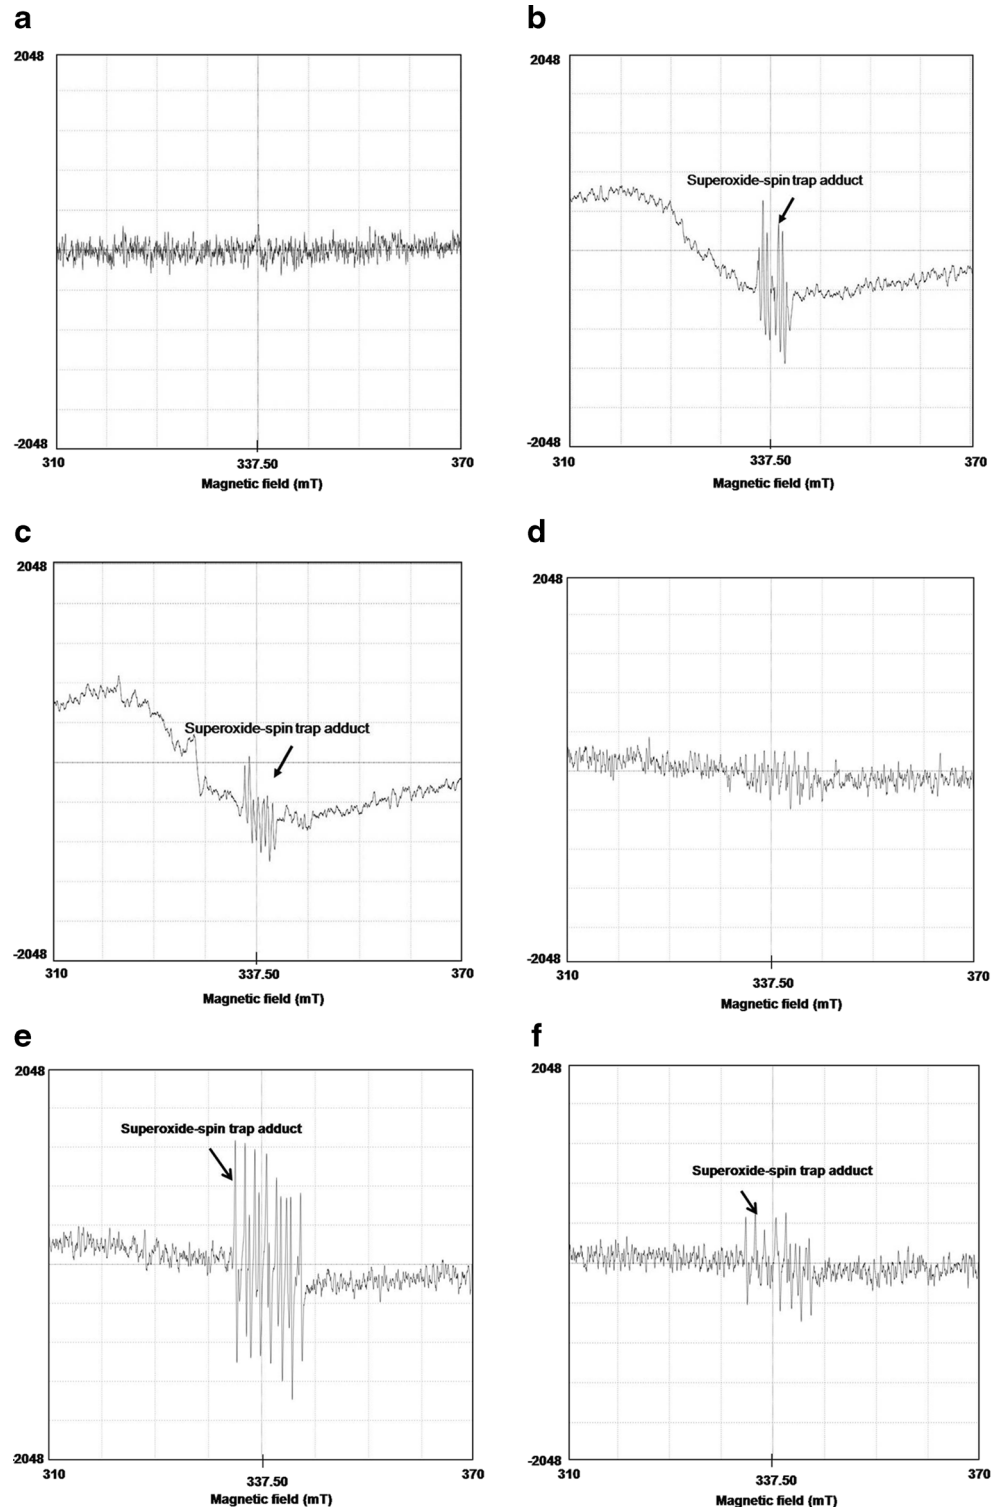 a
2048
-2048
310
337.50
370
Magnetic field (mT)
b
2048
Superoxide-spin trap adduct
-2048
310
337.50
370
Magnetic field (mT)
c
2048
Superoxide-spin trap adduct
-2048
310
337.50
370
Magnetic field (mT)
d
2048
-2048
310
337.50
370
Magnetic field (mT)
e
2048
Superoxide-spin trap adduct
-2048
310
337.50
370
Magnetic field (mT)
f
2048
Superoxide-spin trap adduct
-2048
310
337.50
370
Magnetic field (mT)